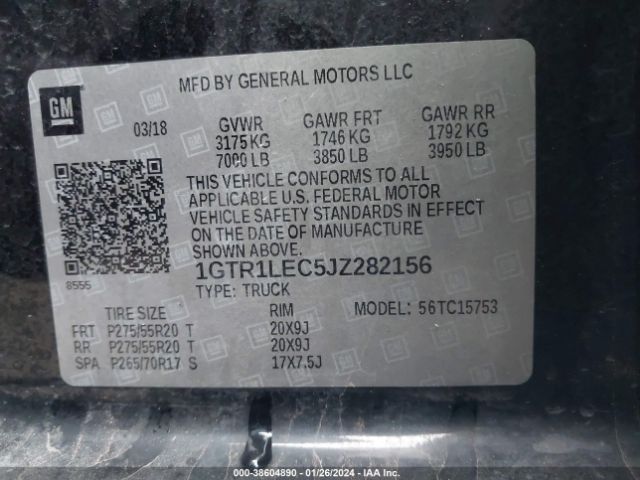 GM
MFD BY GENERAL MOTORS LLC
03/18 GVWR GAWR FRT GAWR RR
3175 KG 1746 KG 1792 KG
7000 LB 3850 LB 3950 LB
THIS VEHICLE CONFORMS TO ALL
APPLICABLE U.S. FEDERAL MOTOR
VEHICLE SAFETY STANDARDS IN EFFECT
ON THE DATE OF MANUFACTURE
SHOWN ABOVE.
8555 1GTR1LEC5JZ282156
TYPE: TRUCK
TIRE SIZE RIM MODEL: 56TC15753
FRT P275/55R20 T 20X9J
RR P275/55R20 T 20X9J
SPA P265/70R17 S 17X7.5J
000-38604890 - 01/26/2024 - IAA Inc.